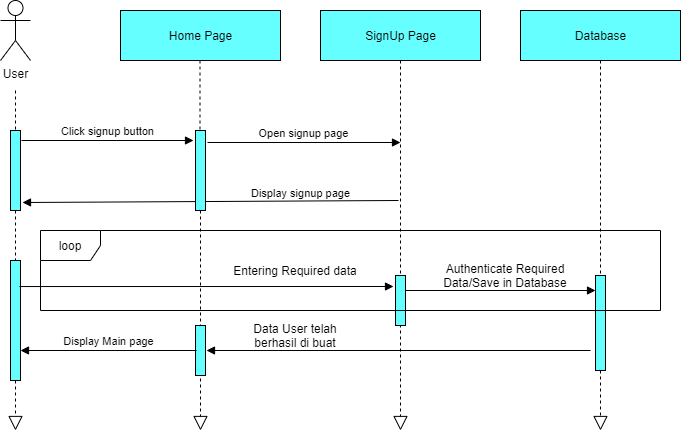 User
Home Page
SignUp Page
Database
Click signup button
Open signup page
Display signup page
loop
Entering Required data
Authenticate Required
Data/Save in Database
Data User telah
berhasil di buat
Display Main page